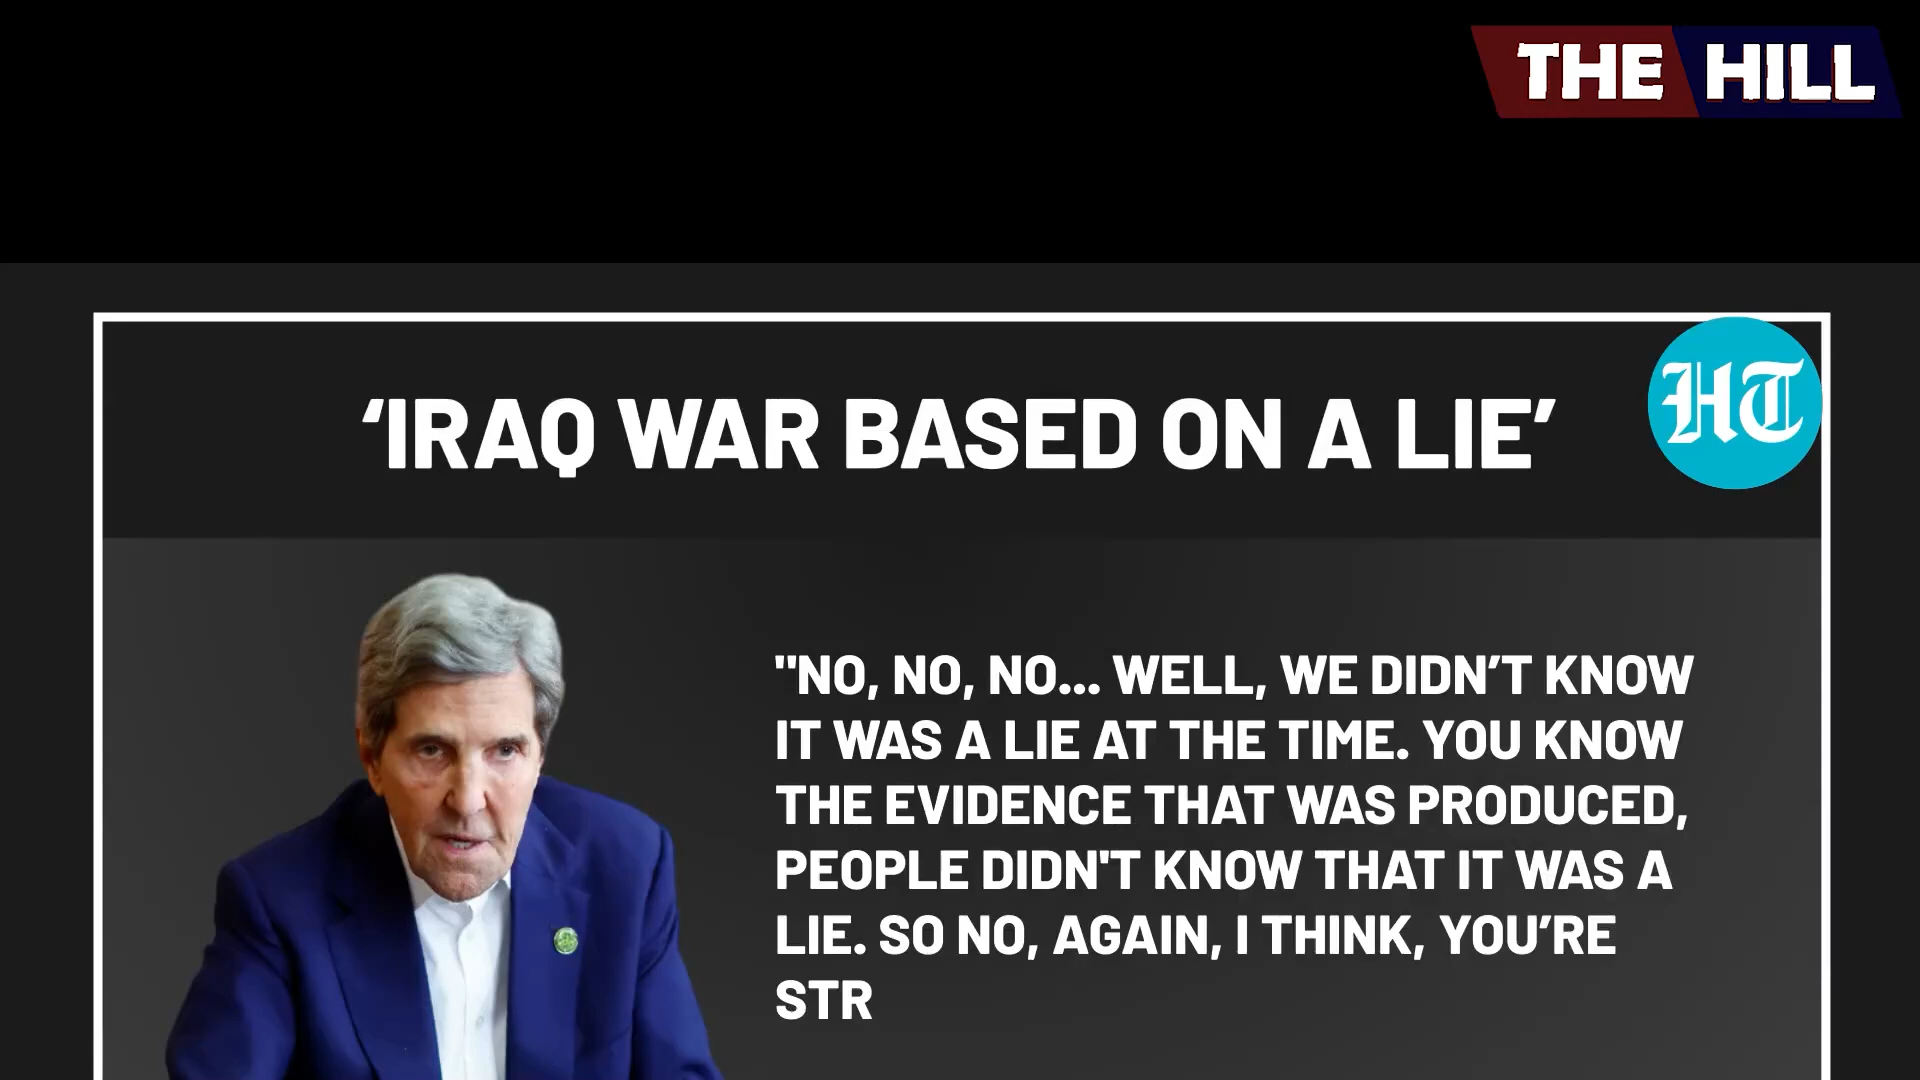 THE HILL
HT
‘IRAQ WAR BASED ON A LIE’
"NO, NO, NO... WELL, WE DIDN’T KNOW
IT WAS A LIE AT THE TIME. YOU KNOW
THE EVIDENCE THAT WAS PRODUCED,
PEOPLE DIDN'T KNOW THAT IT WAS A
LIE. SO NO, AGAIN, I THINK, YOU’RE
STR